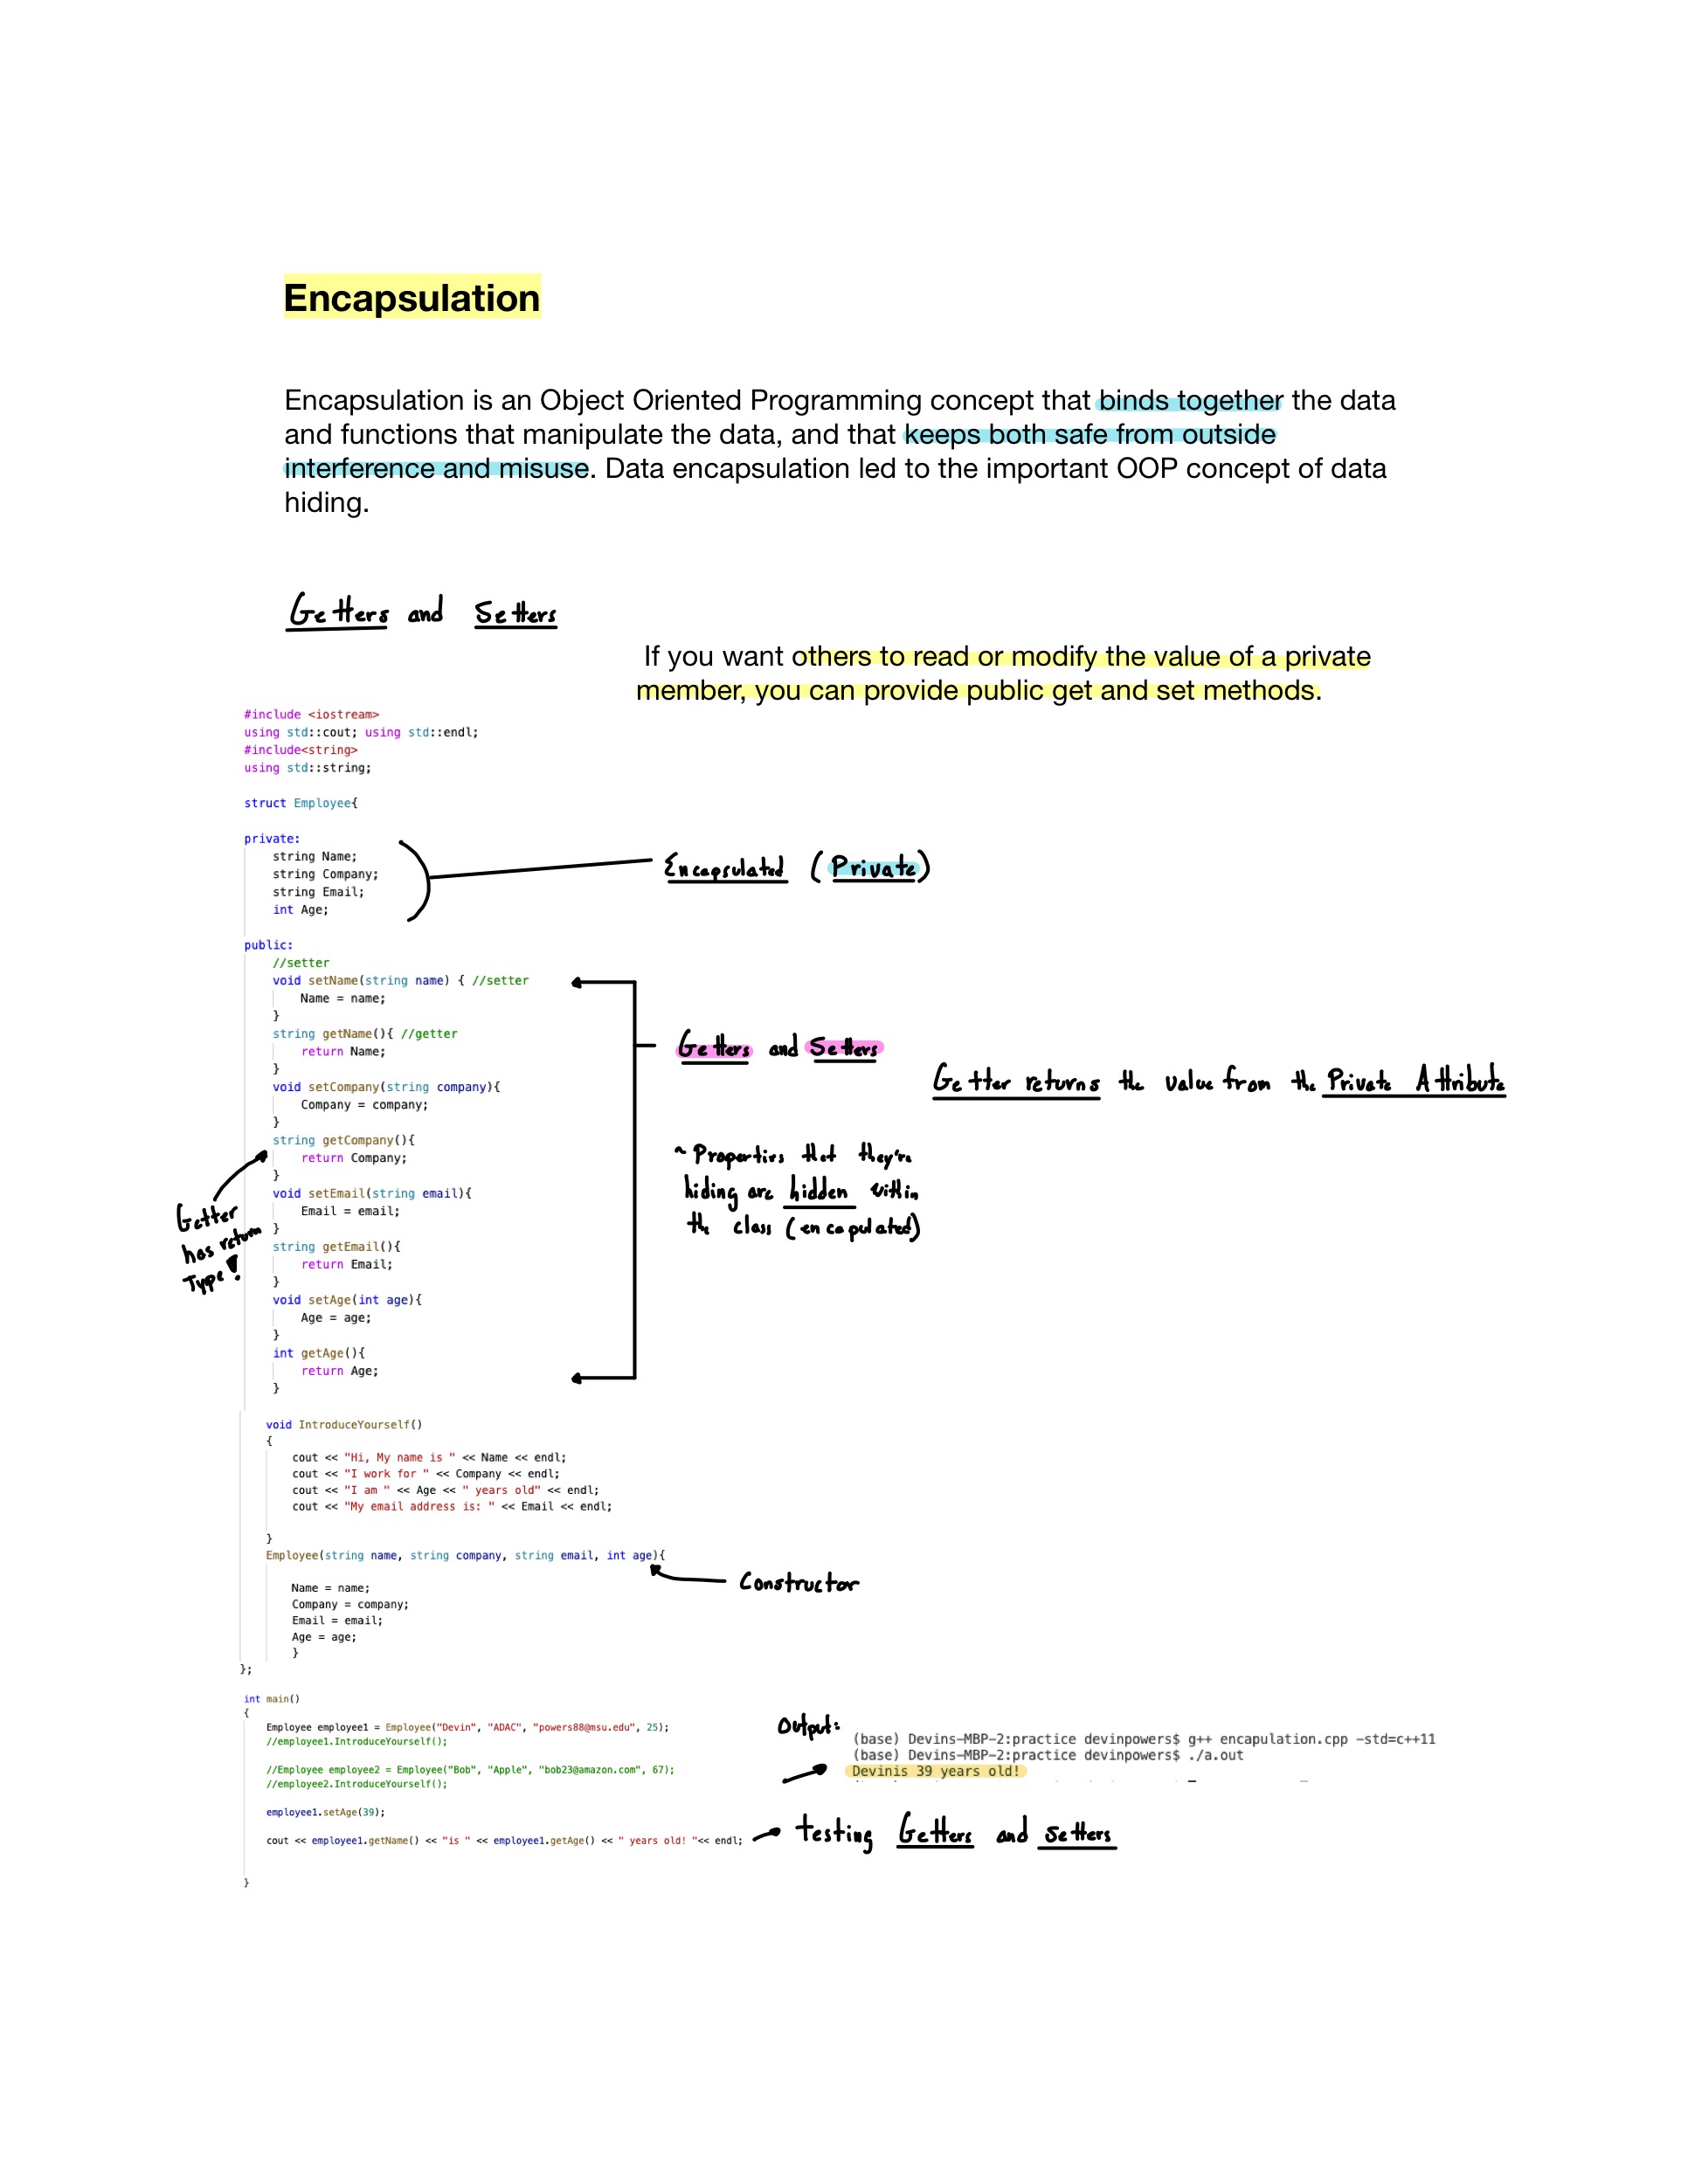 Encapsulation
Encapsulation is an Object Oriented Programming concept that binds together the data
and functions that manipulate the data, and that keeps both safe from outside
interference and misuse. Data encapsulation led to the important OOP concept of data
hiding.
Getters and Setters
If you want others to read or modify the value of a private
member, you can provide public get and set methods.
#include <iostream>
using std::cout; using std::endl;
#include<string>
using std::string;
struct Employee{
private:
string Name;
string Company;
string Email;
int Age;
Encapsulated (Private)
public:
//setter
void setName(string name) { //setter
Name = name;
}
string getName(){ //getter
return Name;
}
void setCompany(string company){
Company = company;
}
string getCompany(){
return Company;
}
void setEmail(string email){
Email = email;
}
string getEmail(){
return Email;
}
void setAge(int age){
Age = age;
}
int getAge(){
return Age;
}
Getters and Setters
Getter returns the value from the Private Attribute
~ Properties that they're
hiding are hidden within
the class (encapulated)
Getter
has return
Type!
void IntroduceYourself()
{
cout << "Hi, My name is " << Name << endl;
cout << "I work for " << Company << endl;
cout << "I am " << Age << " years old" << endl;
cout << "My email address is: " << Email << endl;
}
Employee(string name, string company, string email, int age){
Constructor
Name = name;
Company = company;
Email = email;
Age = age;
}
};
int main()
{
Employee employee1 = Employee("Devin", "ADAC", "powers88@msu.edu", 25);
//employee1.IntroduceYourself();
//Employee employee2 = Employee("Bob", "Apple", "bob23@amazon.com", 67);
//employee2.IntroduceYourself();
employee1.setAge(39);
cout << employee1.getName() << "is " << employee1.getAge() << " years old! "<< endl;
}
Output:
(base) Devins-MBP-2:practice devinpowers$ g++ encapulation.cpp -std=c++11
(base) Devins-MBP-2:practice devinpowers$ ./a.out
Devinis 39 years old!
testing Getters and Setters